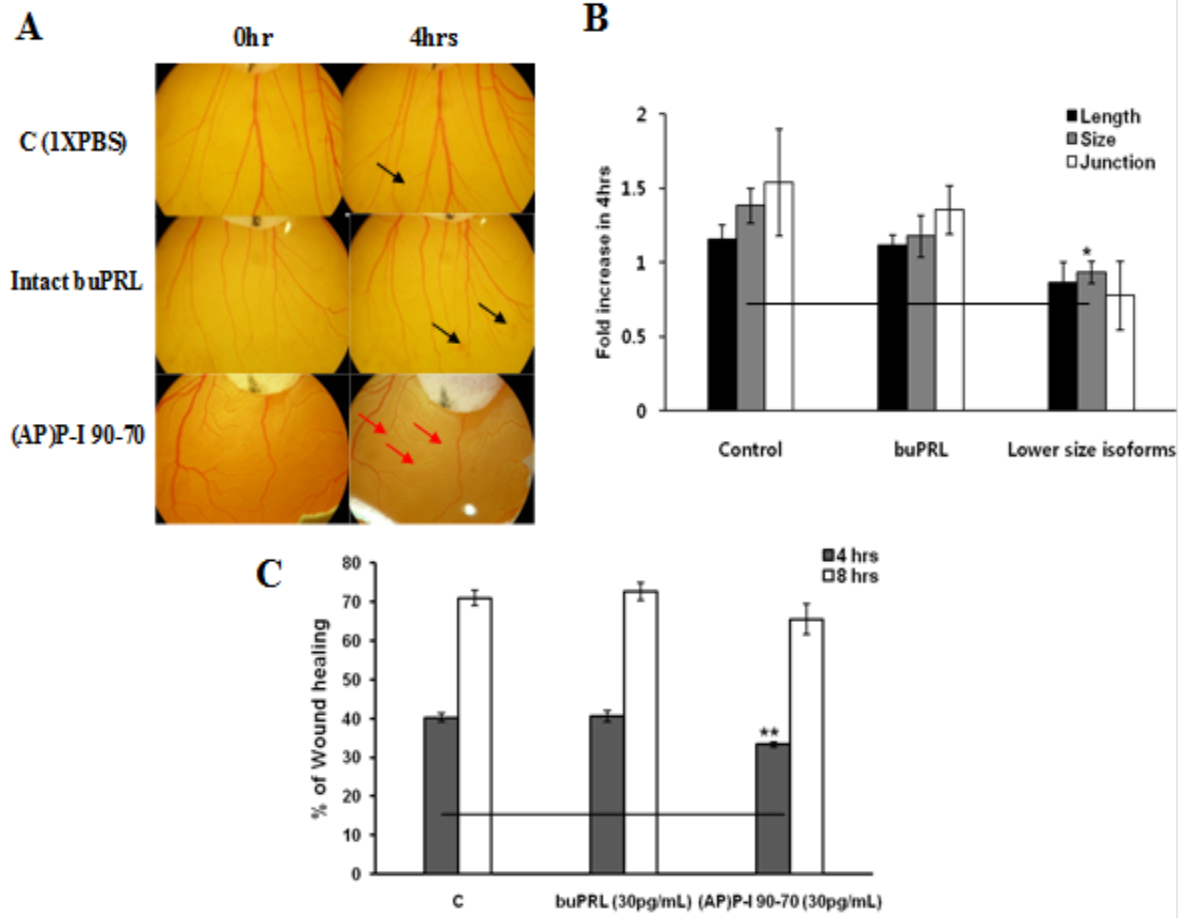 A
0hr
4hrs
C (1XPBS)
Intact buPRL
(AP)P-I 90-70
B
Fold increase in 4hrs
2
1.5
1
0.5
0
Length
Size
Junction
*
Control
buPRL
Lower size isoforms
C
% of Wound healing
80
70
60
50
40
30
20
10
0
4 hrs
8 hrs
**
C
buPRL (30pg/mL)
(AP)P-I 90-70 (30pg/mL)